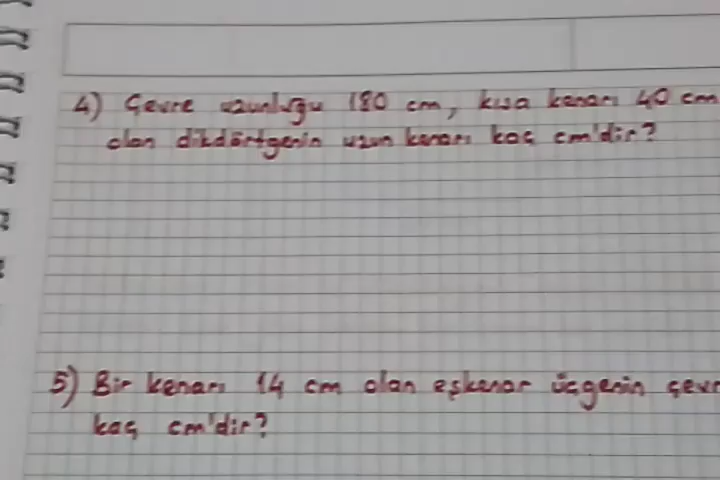 4) Çevre uzunluğu 180 cm, kısa kenarı 40 cm
olan dikdörtgenin uzun kenarı kaç cm'dir?
5) Bir kenarı 14 cm olan eşkenar üçgenin çevr
kaç cm'dir?